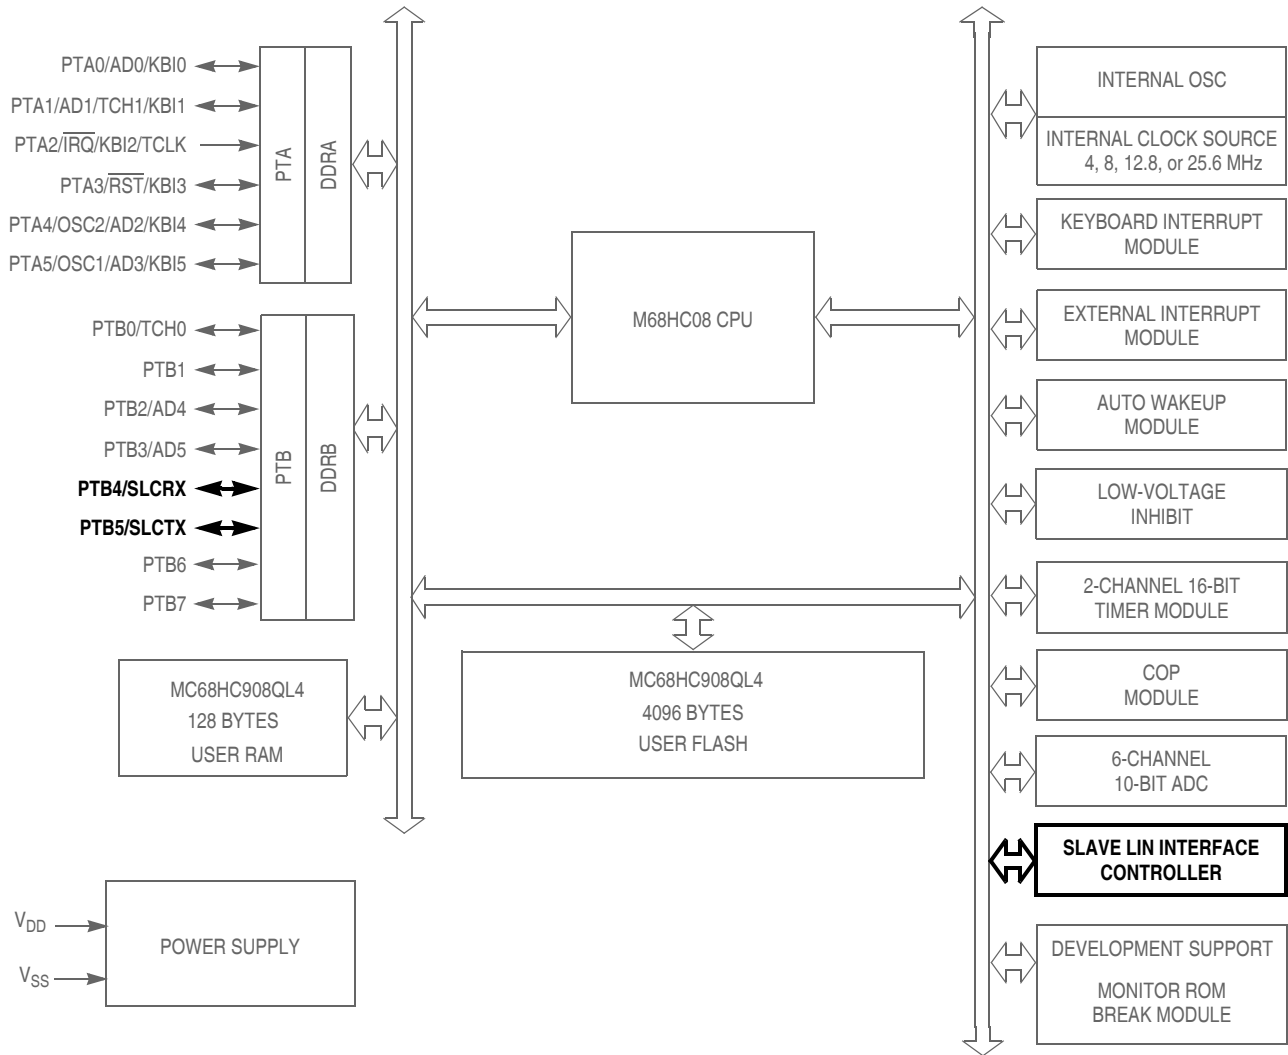 PTA0/AD0/KBI0
PTA1/AD1/TCH1/KBI1
PTA2/IRQ/KBI2/TCLK
PTA3/RST/KBI3
PTA4/OSC2/AD2/KBI4
PTA5/OSC1/AD3/KBI5
PTA
DDRA
PTB0/TCH0
PTB1
PTB2/AD4
PTB3/AD5
PTB4/SLCRX
PTB5/SLCTX
PTB6
PTB7
PTB
DDRB
MC68HC908QL4
128 BYTES
USER RAM
VDD
VSS
POWER SUPPLY
M68HC08 CPU
MC68HC908QL4
4096 BYTES
USER FLASH
INTERNAL OSC
INTERNAL CLOCK SOURCE
4, 8, 12.8, or 25.6 MHz
KEYBOARD INTERRUPT
MODULE
EXTERNAL INTERRUPT
MODULE
AUTO WAKEUP
MODULE
LOW-VOLTAGE
INHIBIT
2-CHANNEL 16-BIT
TIMER MODULE
COP
MODULE
6-CHANNEL
10-BIT ADC
SLAVE LIN INTERFACE
CONTROLLER
DEVELOPMENT SUPPORT
MONITOR ROM
BREAK MODULE